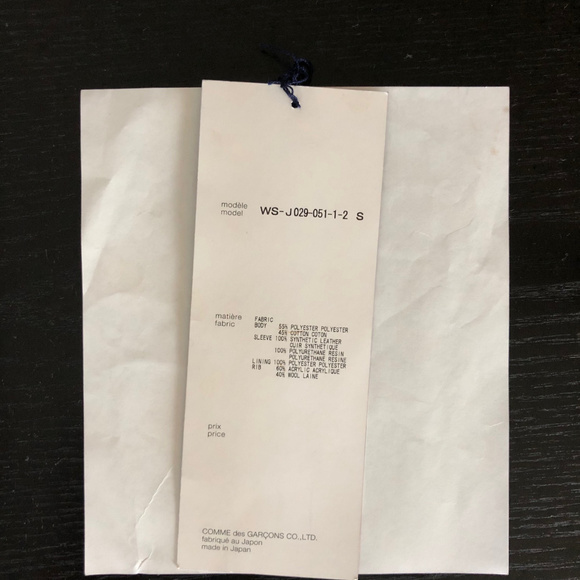 modèle
model WS-J029-051-1-2 S
matière FABRIC
fabric BODY 55% POLYESTER POLYESTER
45% COTTON COTON
SLEEVE 100% SYNTHETIC LEATHER
CUIR SYNTHETIQUE
100% POLYURETHANE RESIN
POLYURETHANE RESINE
LINING 100% POLYESTER POLYESTER
RIB 60% ACRYLIC ACRYLIQUE
40% WOOL LAINE
prix
price
COMME des GARÇONS CO.,LTD.
fabriqué au Japon
made in Japan